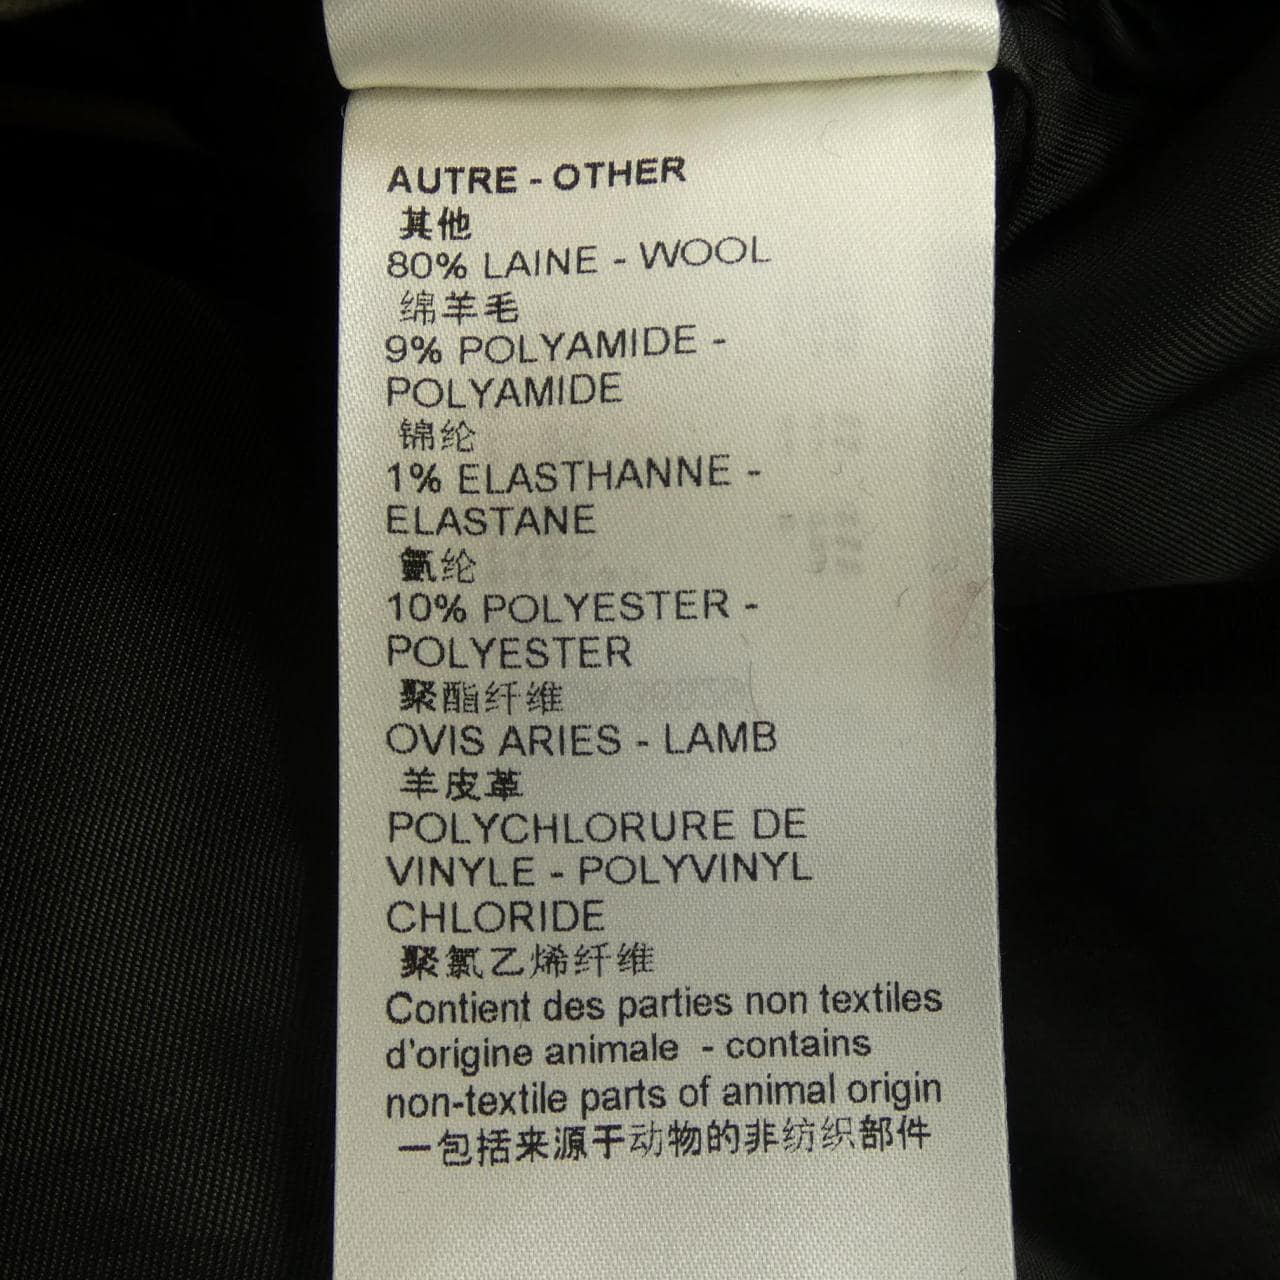 AUTRE - OTHER
其他
80% LAINE - WOOL
绵羊毛
9% POLYAMIDE -
POLYAMIDE
锦纶
1% ELASTHANNE -
ELASTANE
氨纶
10% POLYESTER -
POLYESTER
聚酯纤维
OVIS ARIES - LAMB
羊皮革
POLYCHLORURE DE
VINYLE - POLYVINYL
CHLORIDE
聚氯乙烯纤维
Contient des parties non textiles
d'origine animale - contains
non-textile parts of animal origin
一包括来源于动物的非纺织部件